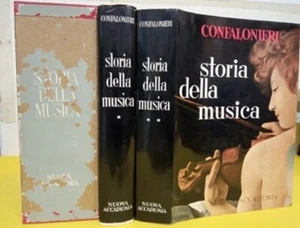 STORIA
DELLA
MUSICA
NUOVA
ACCADEMIA
CONFALONIERI
storia
della
musica
*
NUOVA
ACCADEMIA
CONFALONIERI
storia
della
musica
**
NUOVA
ACCADEMIA
CONFALONIERI
storia
della
musica